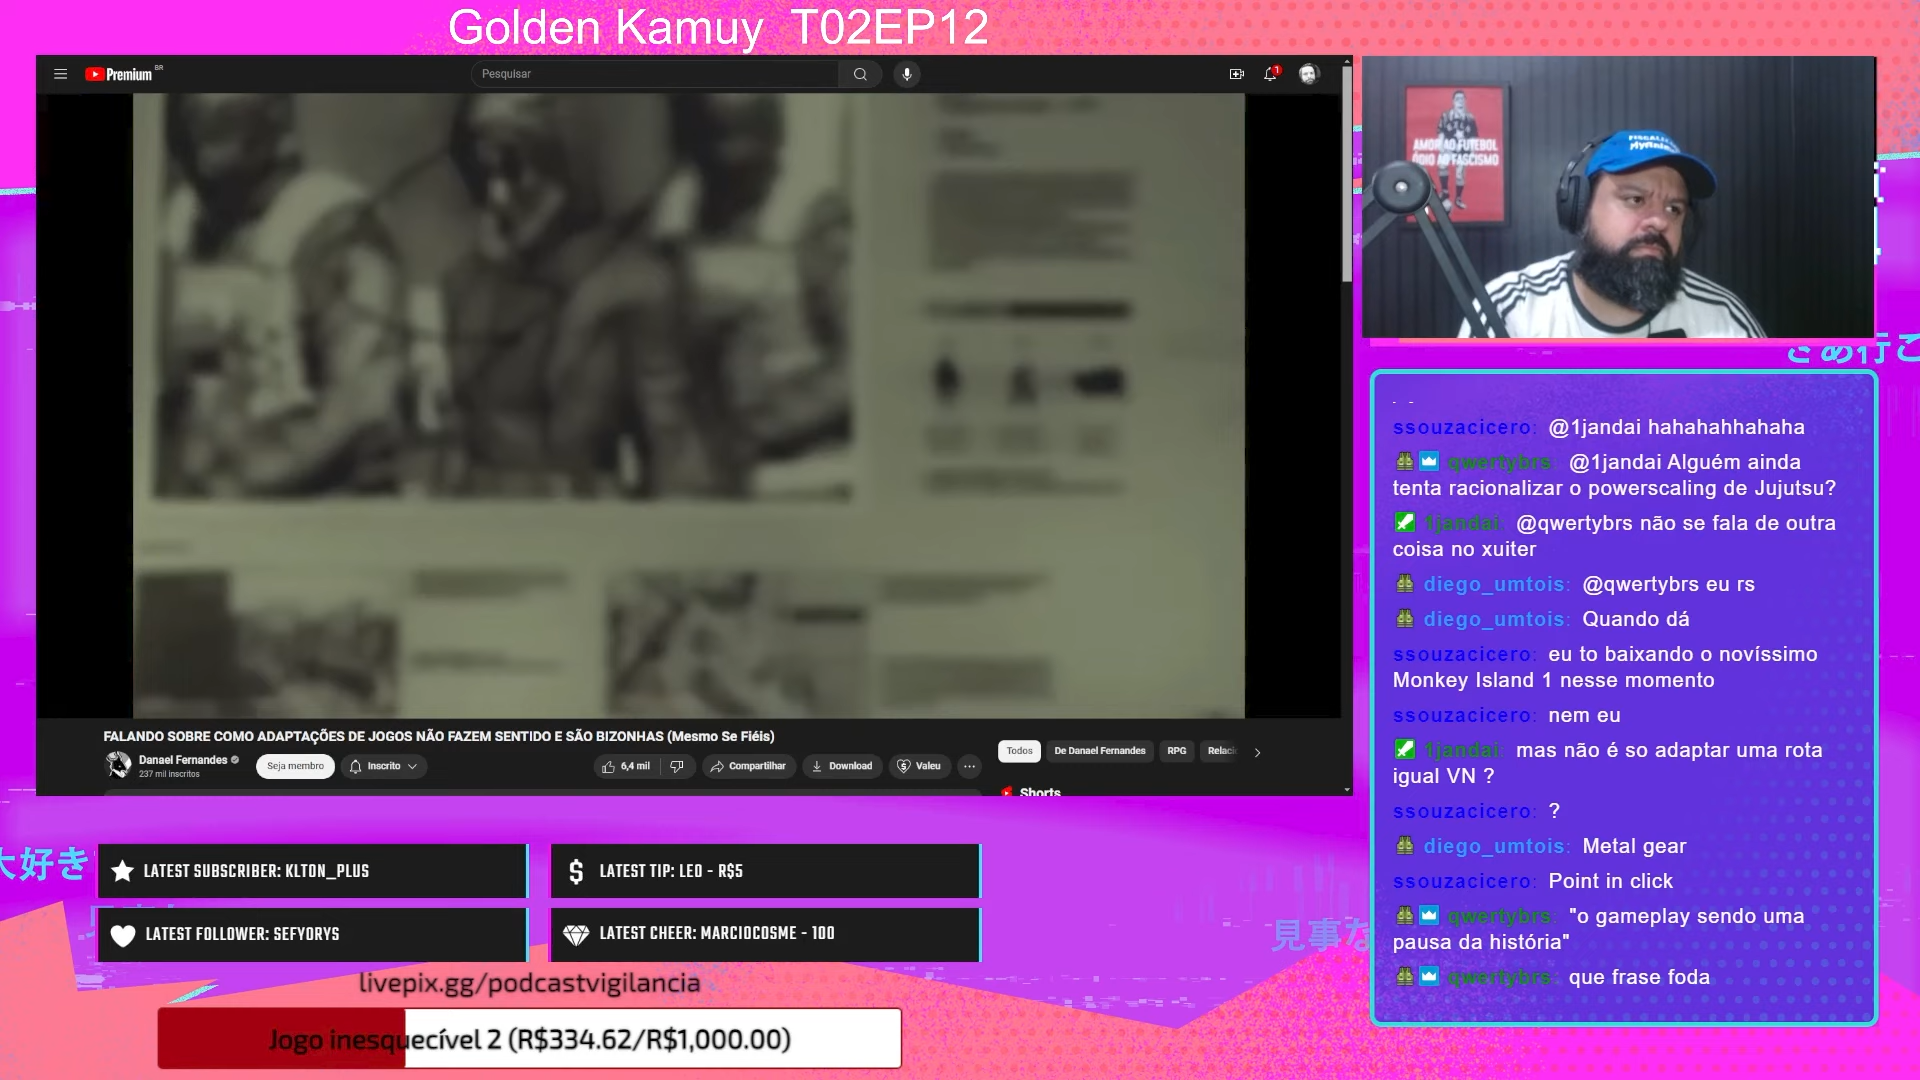 Golden Kamuy T02EP12
Premium BR
Pesquisar
1
AMOR AO FUTEBOL
ÓDIO AO FASCISMO
さあ行こ
ssouzacicero: @1jandai hahahahhahaha
qwertybrs: @1jandai Alguém ainda
tenta racionalizar o powerscaling de Jujutsu?
1jandai: @qwertybrs não se fala de outra
coisa no xuiter
diego_umtois: @qwertybrs eu rs
diego_umtois: Quando dá
ssouzacicero: eu to baixando o novíssimo
Monkey Island 1 nesse momento
ssouzacicero: nem eu
1jandai: mas não é so adaptar uma rota
igual VN ?
ssouzacicero: ?
diego_umtois: Metal gear
ssouzacicero: Point in click
qwertybrs: "o gameplay sendo uma
pausa da história"
qwertybrs: que frase foda
FALANDO SOBRE COMO ADAPTAÇÕES DE JOGOS NÃO FAZEM SENTIDO E SÃO BIZONHAS (Mesmo Se Fiéis)
Danael Fernandes
237 mil inscritos
Seja membro
Inscrito
6,4 mil
Compartilhar
Download
Valeu
Todos
De Danael Fernandes
RPG
Relaci
Shorts
大好き
LATEST SUBSCRIBER: KLTON_PLUS
LATEST TIP: LEO - R$5
LATEST FOLLOWER: SEFYORYS
LATEST CHEER: MARCIOCOSME - 100
見事な
livepix.gg/podcastvigilancia
Jogo inesquecível 2 (R$334.62/R$1,000.00)